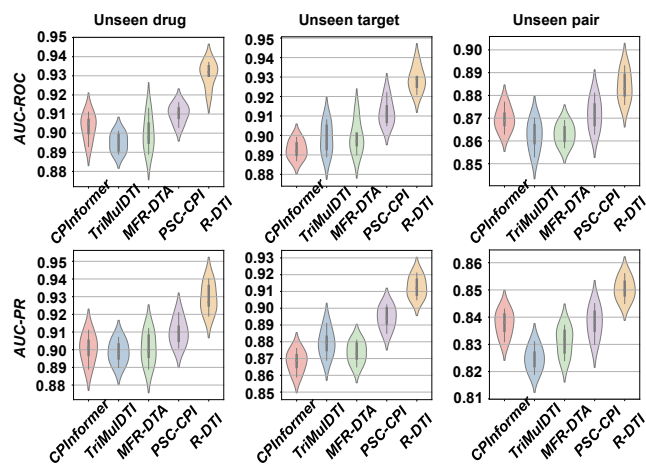 Unseen drug
Unseen target
Unseen pair
AUC-ROC
0.95
0.94
0.93
0.92
0.91
0.90
0.89
0.88
0.95
0.94
0.93
0.92
0.91
0.90
0.89
0.88
0.90
0.89
0.88
0.87
0.86
0.85
CPInformer
TriMulDTI
MFR-DTA
PSC-CPI
R-DTI
CPInformer
TriMulDTI
MFR-DTA
PSC-CPI
R-DTI
CPInformer
TriMulDTI
MFR-DTA
PSC-CPI
R-DTI
AUC-PR
0.95
0.94
0.93
0.92
0.91
0.90
0.89
0.88
0.93
0.92
0.91
0.90
0.89
0.88
0.87
0.86
0.85
0.86
0.85
0.84
0.83
0.82
0.81
CPInformer
TriMulDTI
MFR-DTA
PSC-CPI
R-DTI
CPInformer
TriMulDTI
MFR-DTA
PSC-CPI
R-DTI
CPInformer
TriMulDTI
MFR-DTA
PSC-CPI
R-DTI